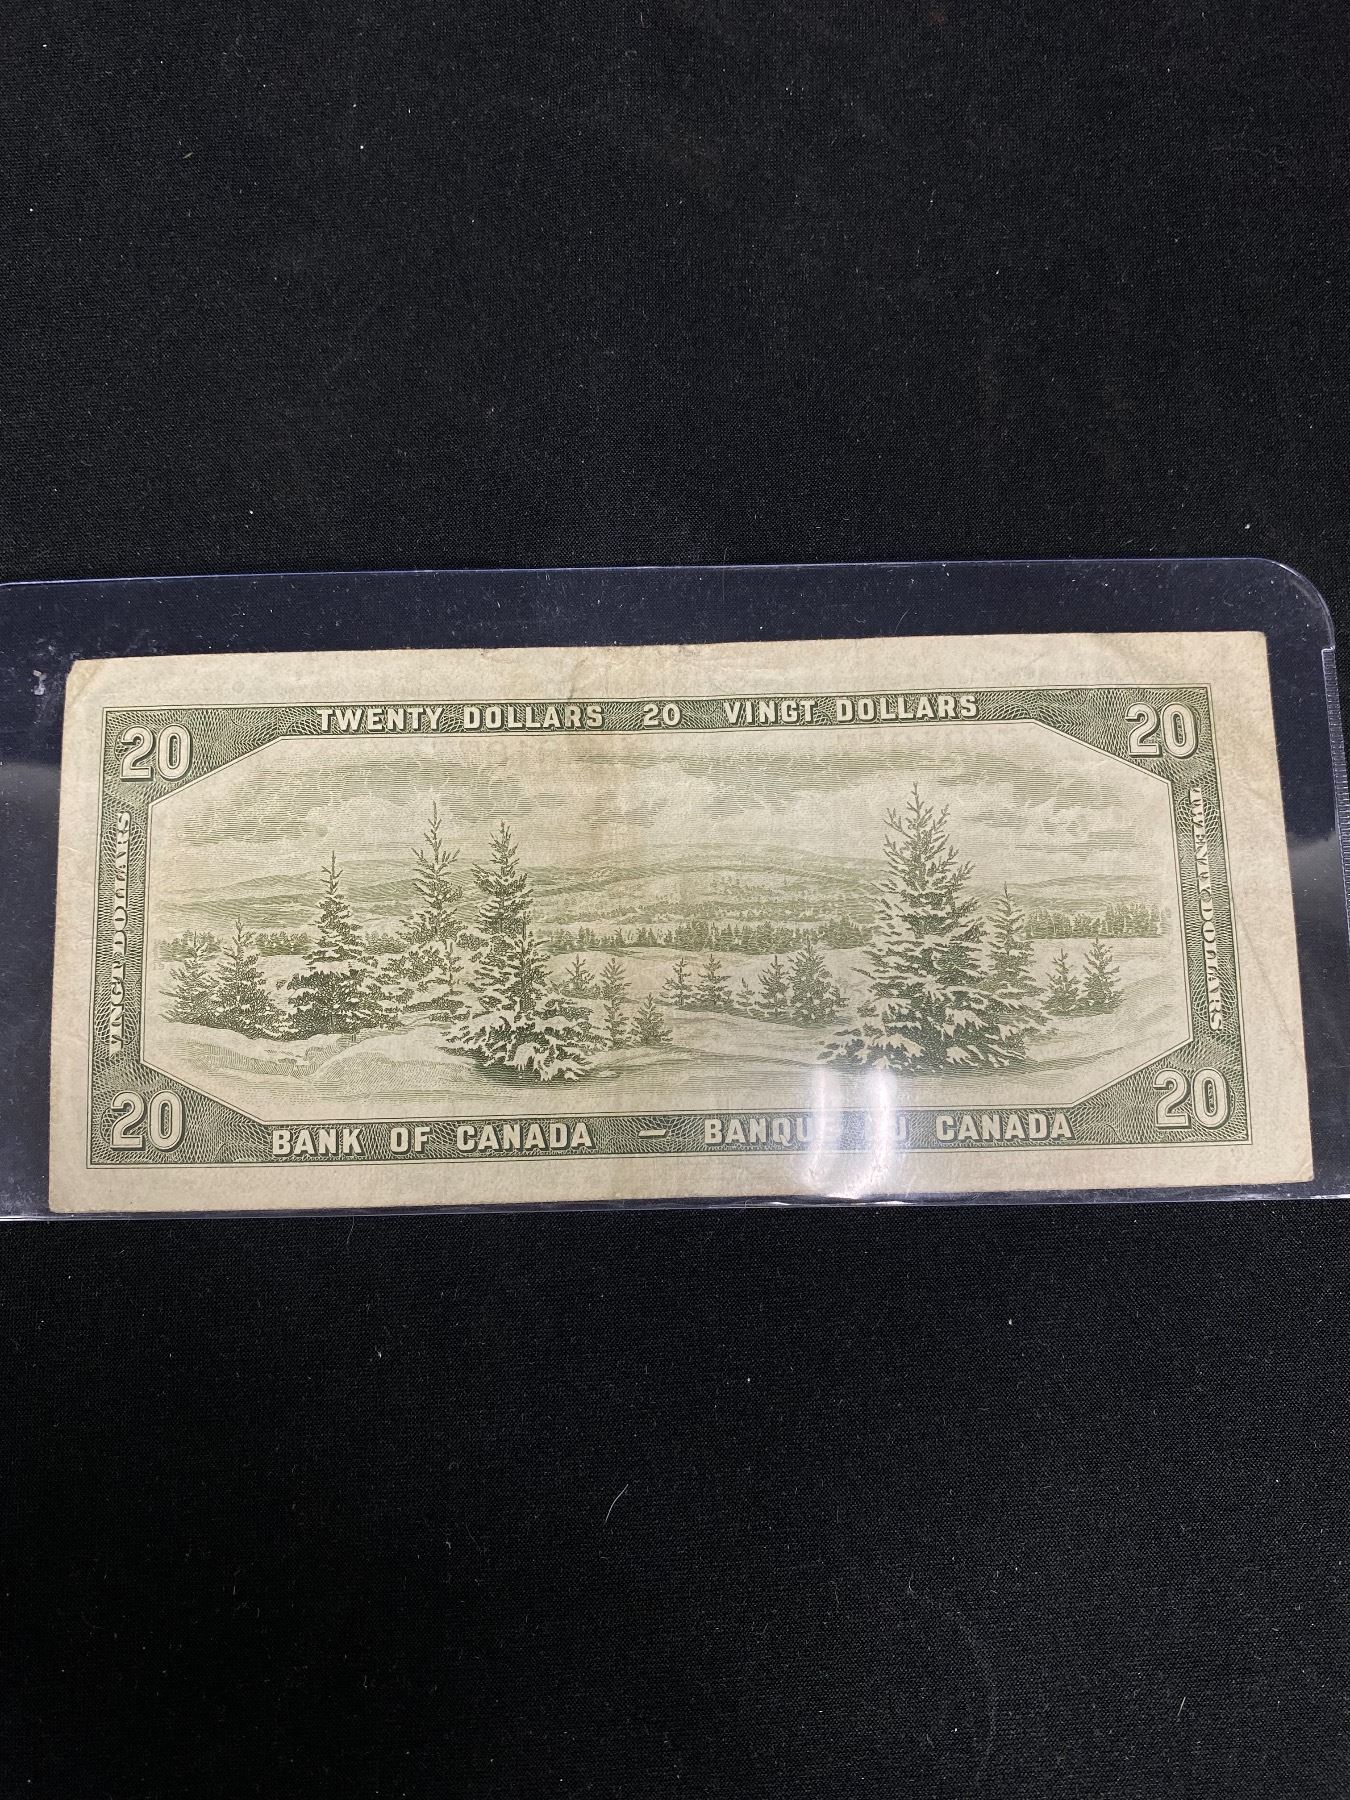 TWENTY DOLLARS 20 VINGT DOLLARS
20
20
VINGT DOLLARS
TWENTY DOLLARS
20
20
BANK OF CANADA — BANQUE DU CANADA